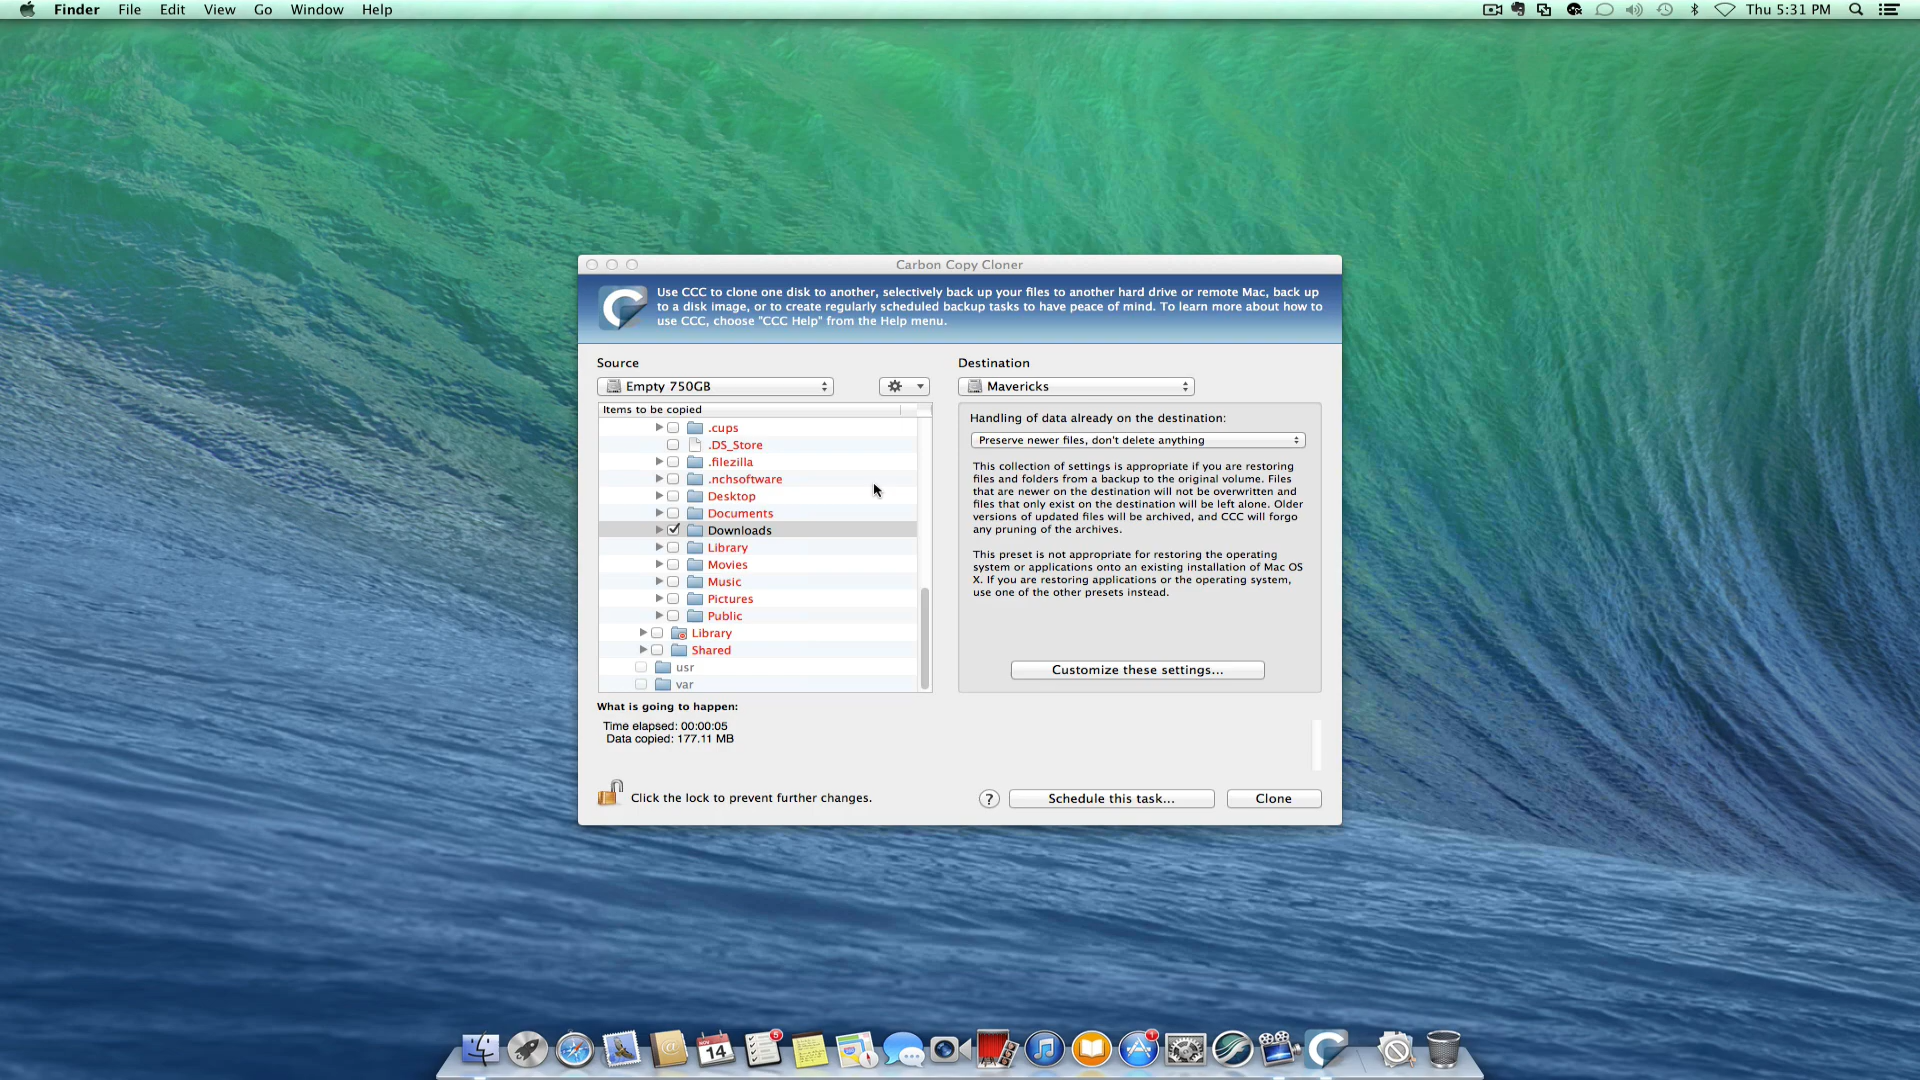 Finder File Edit View Go Window Help
Thu 5:31 PM
Carbon Copy Cloner
Use CCC to clone one disk to another, selectively back up your files to another hard drive or remote Mac, back up
to a disk image, or to create regularly scheduled backup tasks to have peace of mind. To learn more about how to
use CCC, choose "CCC Help" from the Help menu.
Source
Empty 750GB
Items to be copied
.cups
.DS_Store
.filezilla
.nchsoftware
Desktop
Documents
Downloads
Library
Movies
Music
Pictures
Public
Library
Shared
usr
var
Destination
Mavericks
Handling of data already on the destination:
Preserve newer files, don't delete anything
This collection of settings is appropriate if you are restoring
files and folders from a backup to the original volume. Files
that are newer on the destination will not be overwritten and
files that only exist on the destination will be left alone. Older
versions of updated files will be archived, and CCC will forgo
any pruning of the archives.
This preset is not appropriate for restoring the operating
system or applications onto an existing installation of Mac OS
X. If you are restoring applications or the operating system,
use one of the other presets instead.
Customize these settings...
What is going to happen:
Time elapsed: 00:00:05
Data copied: 177.11 MB
Click the lock to prevent further changes.
?
Schedule this task...
Clone
NOV
14
5
1